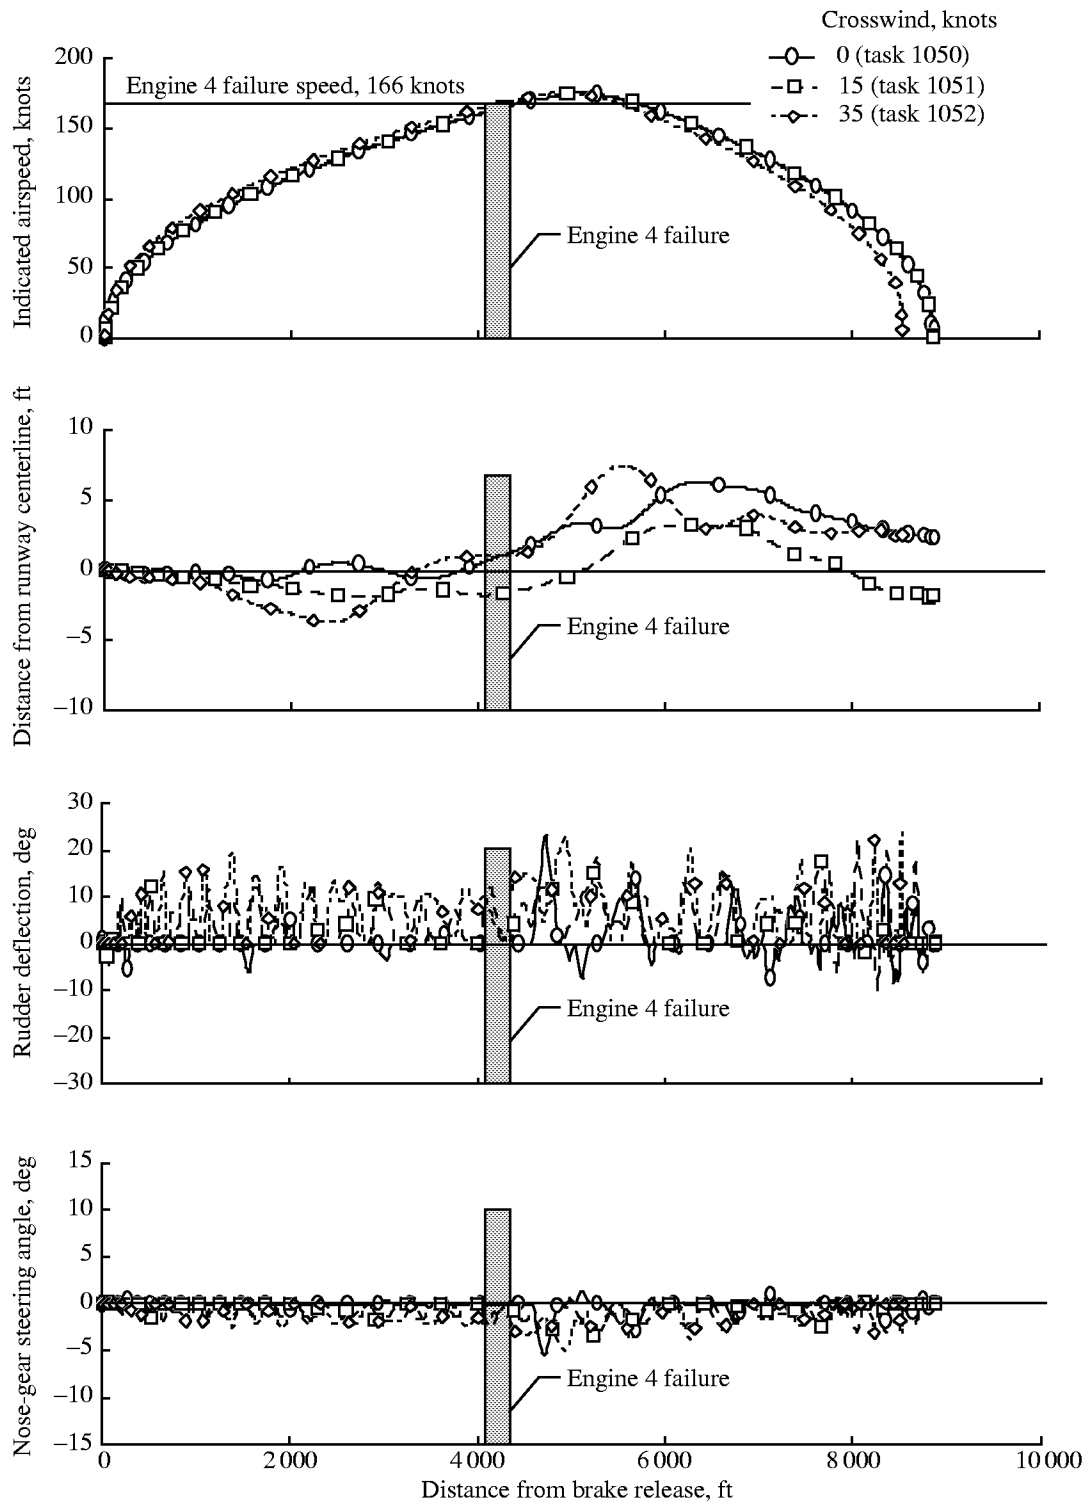 Crosswind, knots
0 (task 1050)
15 (task 1051)
35 (task 1052)
Indicated airspeed, knots
200
150
100
50
0
Engine 4 failure speed, 166 knots
Engine 4 failure
Distance from runway centerline, ft
10
5
0
–5
–10
Engine 4 failure
Rudder deflection, deg
30
20
10
0
–10
–20
–30
Engine 4 failure
Nose-gear steering angle, deg
15
10
5
0
–5
–10
–15
Engine 4 failure
0 2 000 4 000 6 000 8 000 10 000
Distance from brake release, ft